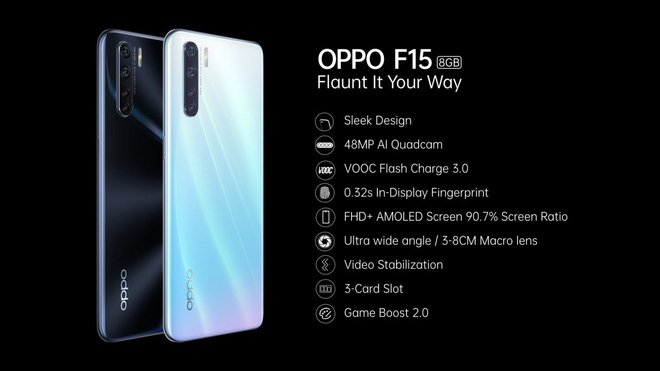 OPPO F15 8GB
Flaunt It Your Way
Sleek Design
48MP AI Quadcam
VOOC VOOC Flash Charge 3.0
0.32s In-Display Fingerprint
FHD+ AMOLED Screen 90.7% Screen Ratio
Ultra wide angle / 3-8CM Macro lens
Video Stabilization
3-Card Slot
Game Boost 2.0
oppo
oppo